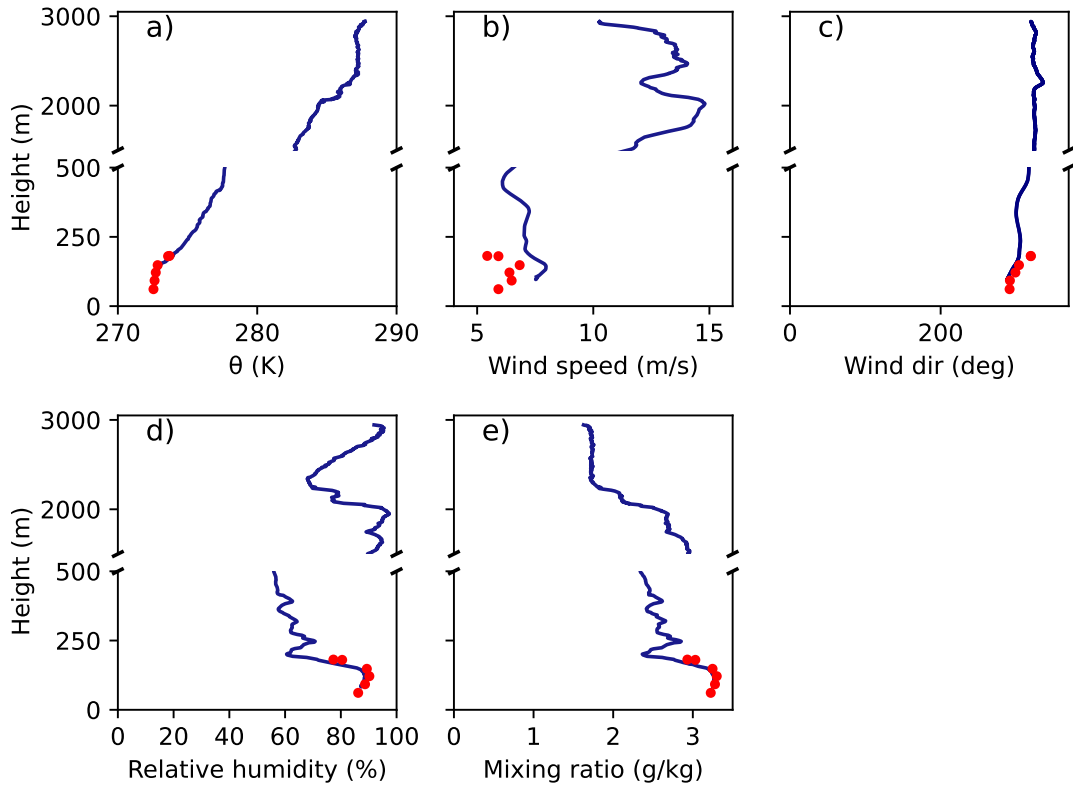 a) b) c)
3000
2000
500
250
0
Height (m)
270 280 290
θ (K)
5 10 15
Wind speed (m/s)
0 200
Wind dir (deg)
d) e)
3000
2000
500
250
0
Height (m)
0 20 40 60 80 100
Relative humidity (%)
0 1 2 3
Mixing ratio (g/kg)